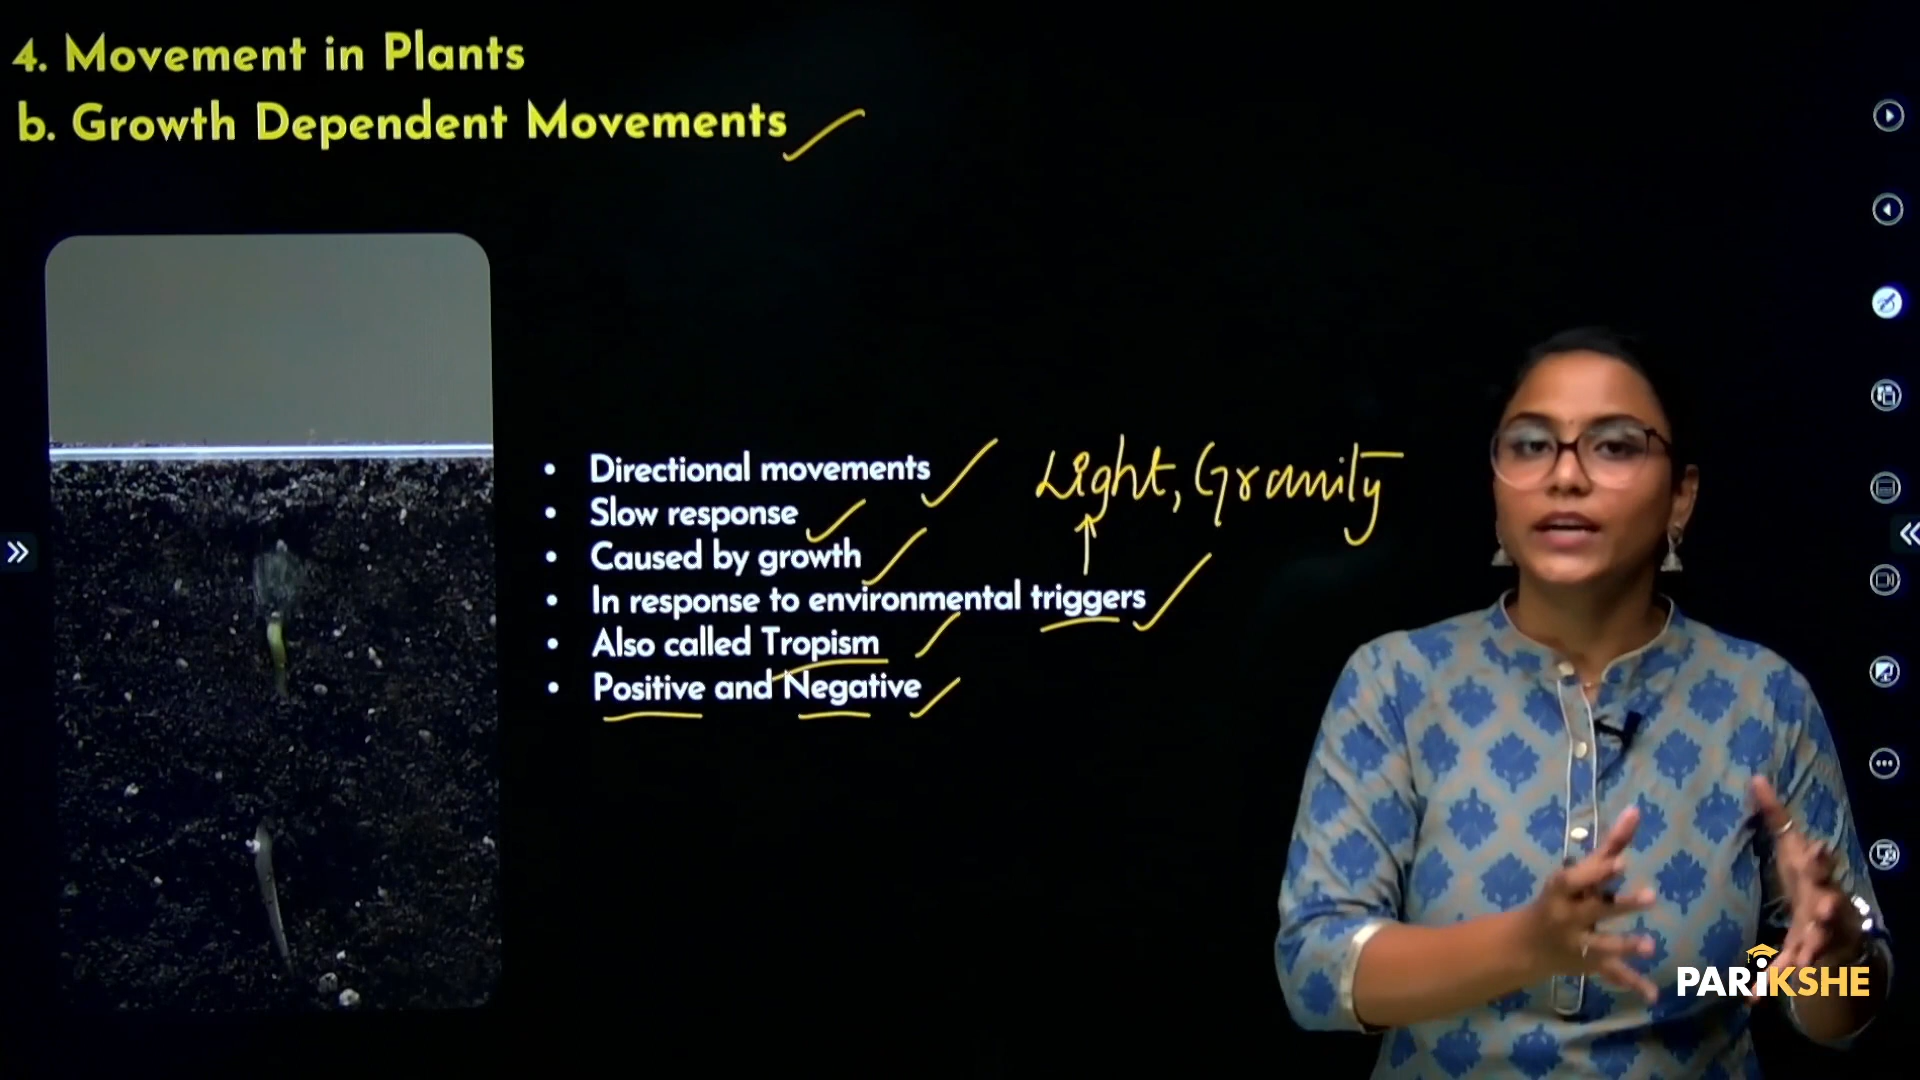 4. Movement in Plants
b. Growth Dependent Movements
• Directional movements
Light, Gravity
• Slow response
• Caused by growth
• In response to environmental triggers
• Also called Tropism
• Positive and Negative
PARiKSHE